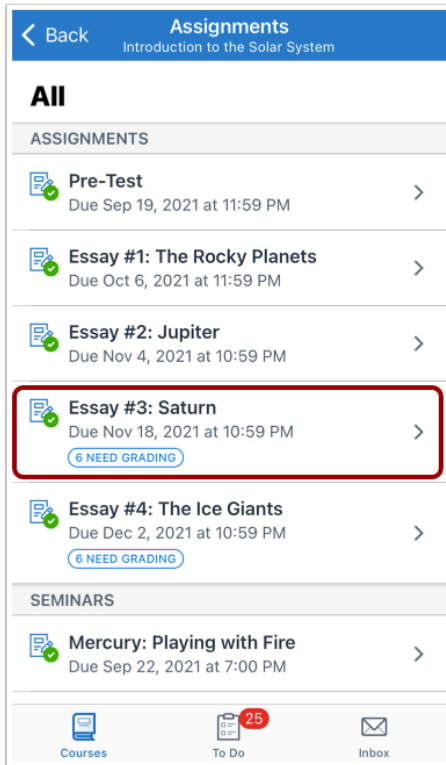 Back
Assignments
Introduction to the Solar System
All
ASSIGNMENTS
Pre-Test
Due Sep 19, 2021 at 11:59 PM
Essay #1: The Rocky Planets
Due Oct 6, 2021 at 11:59 PM
Essay #2: Jupiter
Due Nov 4, 2021 at 10:59 PM
Essay #3: Saturn
Due Nov 18, 2021 at 10:59 PM
6 NEED GRADING
Essay #4: The Ice Giants
Due Dec 2, 2021 at 10:59 PM
6 NEED GRADING
SEMINARS
Mercury: Playing with Fire
Due Sep 22, 2021 at 7:00 PM
25
Courses
To Do
Inbox